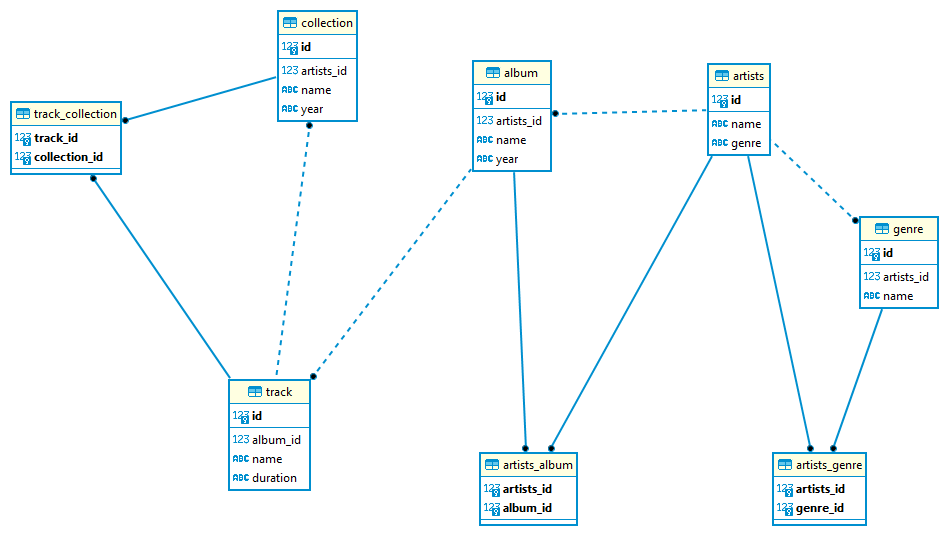 collection
123 id
123 artists_id
ABC name
ABC year
track_collection
123 track_id
123 collection_id
album
123 id
123 artists_id
ABC name
ABC year
artists
123 id
ABC name
ABC genre
genre
123 id
123 artists_id
ABC name
track
123 id
123 album_id
ABC name
ABC duration
artists_album
123 artists_id
123 album_id
artists_genre
123 artists_id
123 genre_id